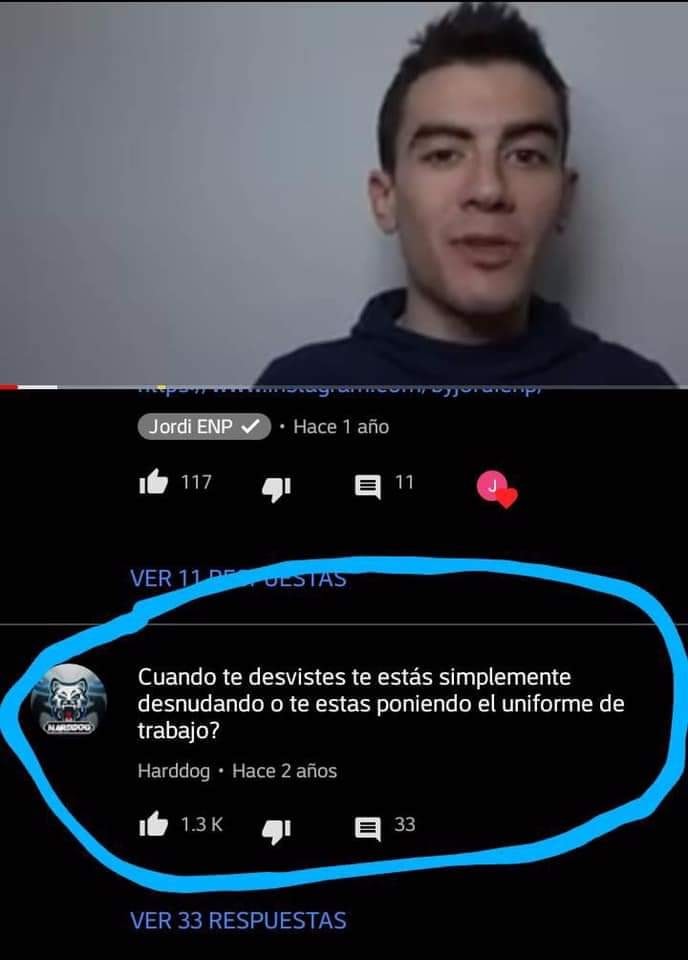 Jordi ENP
• Hace 1 año
117
11
J
VER 11
Cuando te desvistes te estás simplemente
desnudando o te estas poniendo el uniforme de
trabajo?
HARDDOG
Harddog • Hace 2 años
1.3 K
33
VER 33 RESPUESTAS